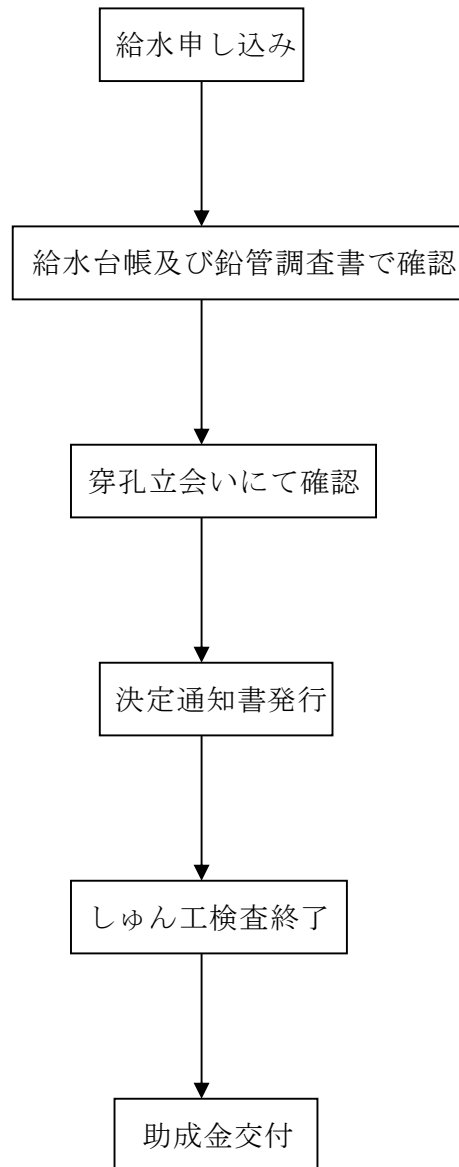 給水申し込み
給水台帳及び鉛管調査書で確認
穿孔立会いにて確認
決定通知書発行
しゅん工検査終了
助成金交付